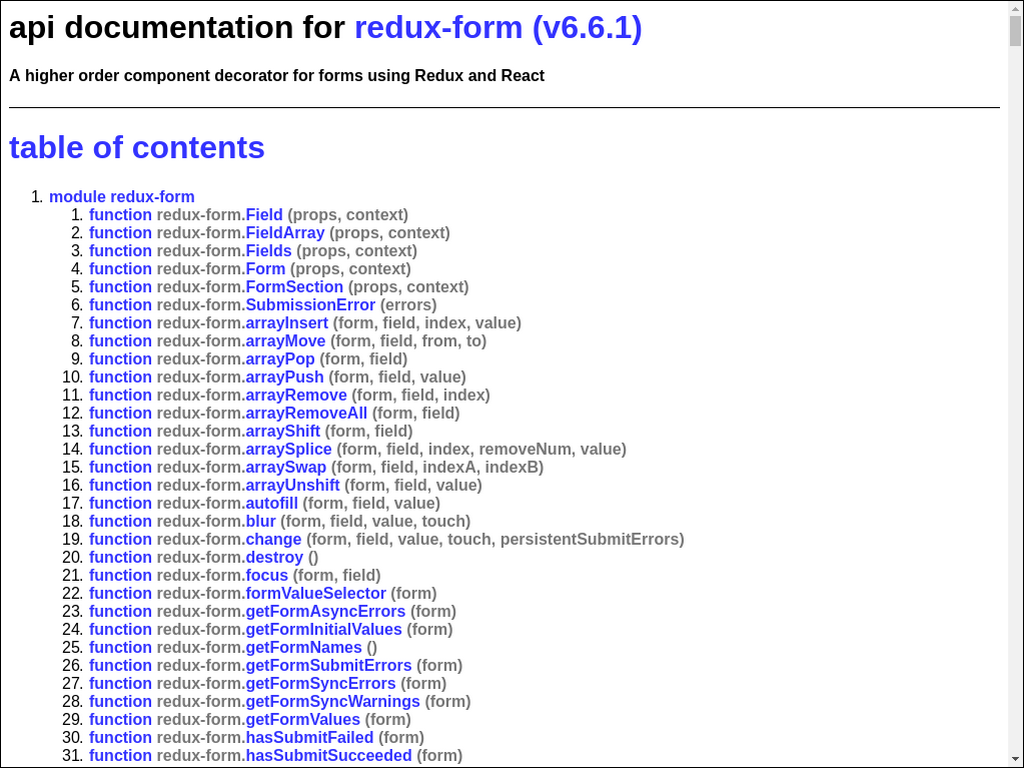 api documentation for redux-form (v6.6.1)
A higher order component decorator for forms using Redux and React
table of contents
1. module redux-form
1. function redux-form.Field (props, context)
2. function redux-form.FieldArray (props, context)
3. function redux-form.Fields (props, context)
4. function redux-form.Form (props, context)
5. function redux-form.FormSection (props, context)
6. function redux-form.SubmissionError (errors)
7. function redux-form.arrayInsert (form, field, index, value)
8. function redux-form.arrayMove (form, field, from, to)
9. function redux-form.arrayPop (form, field)
10. function redux-form.arrayPush (form, field, value)
11. function redux-form.arrayRemove (form, field, index)
12. function redux-form.arrayRemoveAll (form, field)
13. function redux-form.arrayShift (form, field)
14. function redux-form.arraySplice (form, field, index, removeNum, value)
15. function redux-form.arraySwap (form, field, indexA, indexB)
16. function redux-form.arrayUnshift (form, field, value)
17. function redux-form.autofill (form, field, value)
18. function redux-form.blur (form, field, value, touch)
19. function redux-form.change (form, field, value, touch, persistentSubmitErrors)
20. function redux-form.destroy ()
21. function redux-form.focus (form, field)
22. function redux-form.formValueSelector (form)
23. function redux-form.getFormAsyncErrors (form)
24. function redux-form.getFormInitialValues (form)
25. function redux-form.getFormNames ()
26. function redux-form.getFormSubmitErrors (form)
27. function redux-form.getFormSyncErrors (form)
28. function redux-form.getFormSyncWarnings (form)
29. function redux-form.getFormValues (form)
30. function redux-form.hasSubmitFailed (form)
31. function redux-form.hasSubmitSucceeded (form)